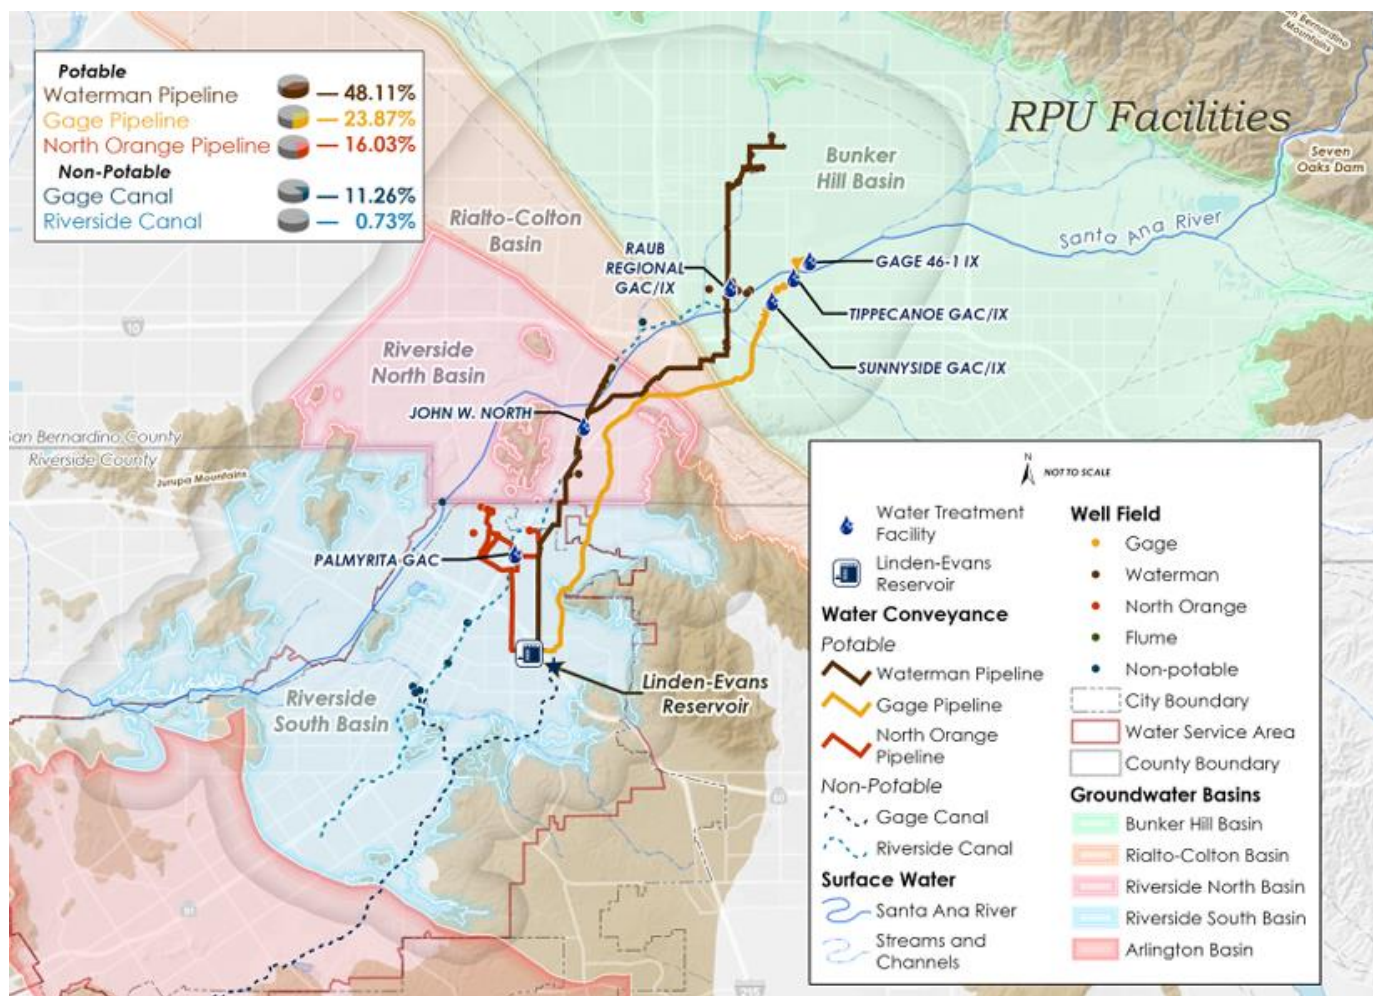 San Bernardino
Mountains
Potable
Waterman Pipeline — 48.11%
Gage Pipeline — 23.87%
North Orange Pipeline — 16.03%
Non-Potable
Gage Canal — 11.26%
Riverside Canal — 0.73%
RPU Facilities
Seven
Oaks Dam
Bunker
Hill Basin
Rialto-Colton
Basin
Santa Ana River
RAUB
REGIONAL
GAC/IX
GAGE 46-1 IX
TIPPECANOE GAC/IX
SUNNYSIDE GAC/IX
10
Riverside
North Basin
JOHN W. NORTH
San Bernardino County
Riverside County
Jurupa Mountains
PALMYRITA GAC
Linden-Evans
Reservoir
Riverside
South Basin
60
91
215
N
NOT TO SCALE
Water Treatment
Facility
Linden-Evans
Reservoir
Water Conveyance
Potable
Waterman Pipeline
Gage Pipeline
North Orange
Pipeline
Non-Potable
Gage Canal
Riverside Canal
Surface Water
Santa Ana River
Streams and
Channels
Well Field
Gage
Waterman
North Orange
Flume
Non-potable
City Boundary
Water Service Area
County Boundary
Groundwater Basins
Bunker Hill Basin
Rialto-Colton Basin
Riverside North Basin
Riverside South Basin
Arlington Basin